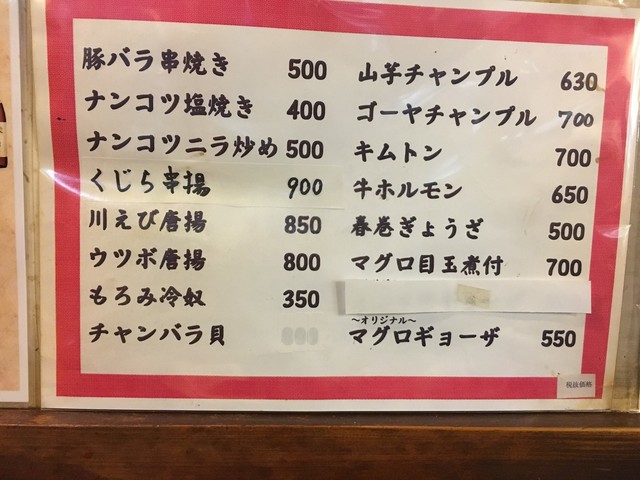 豚バラ串焼き 500
ナンコツ塩焼き 400
ナンコツニラ炒め 500
くじら串揚 900
川えび唐揚 850
ウツボ唐揚 800
もろみ冷奴 350
チャンバラ貝
山芋チャンプル 630
ゴーヤチャンプル 700
キムトン 700
牛ホルモン 650
春巻ぎょうざ 500
マグロ目玉煮付 700
～オリジナル～
マグロギョーザ 550
税抜価格